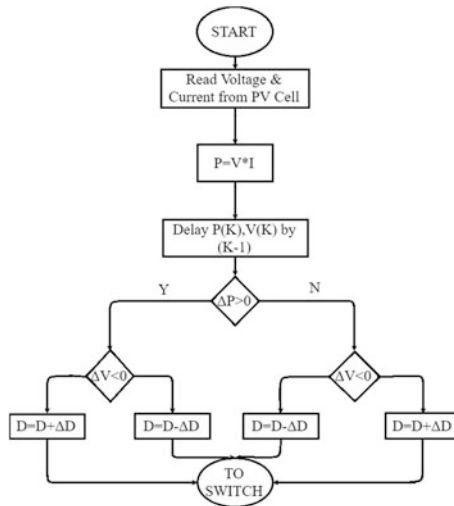 START
Read Voltage &
Current from PV Cell
P=V*I
Delay P(K),V(K) by
(K-1)
Y
ΔP>0
N
ΔV<0
ΔV<0
D=D+ΔD
D=D-ΔD
D=D-ΔD
D=D+ΔD
TO
SWITCH